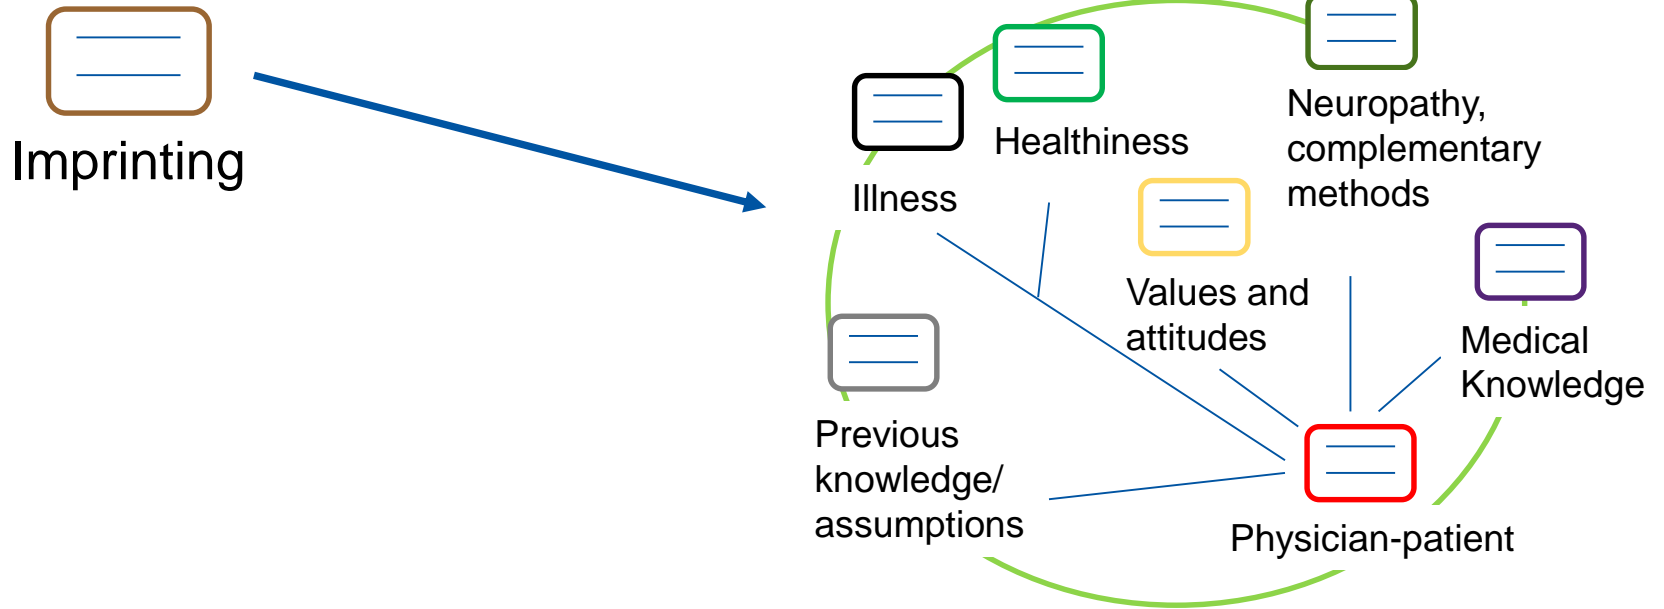 Imprinting
Illness
Healthiness
Neuropathy,
complementary
methods
Values and
attitudes
Medical
Knowledge
Previous
knowledge/
assumptions
Physician-patient